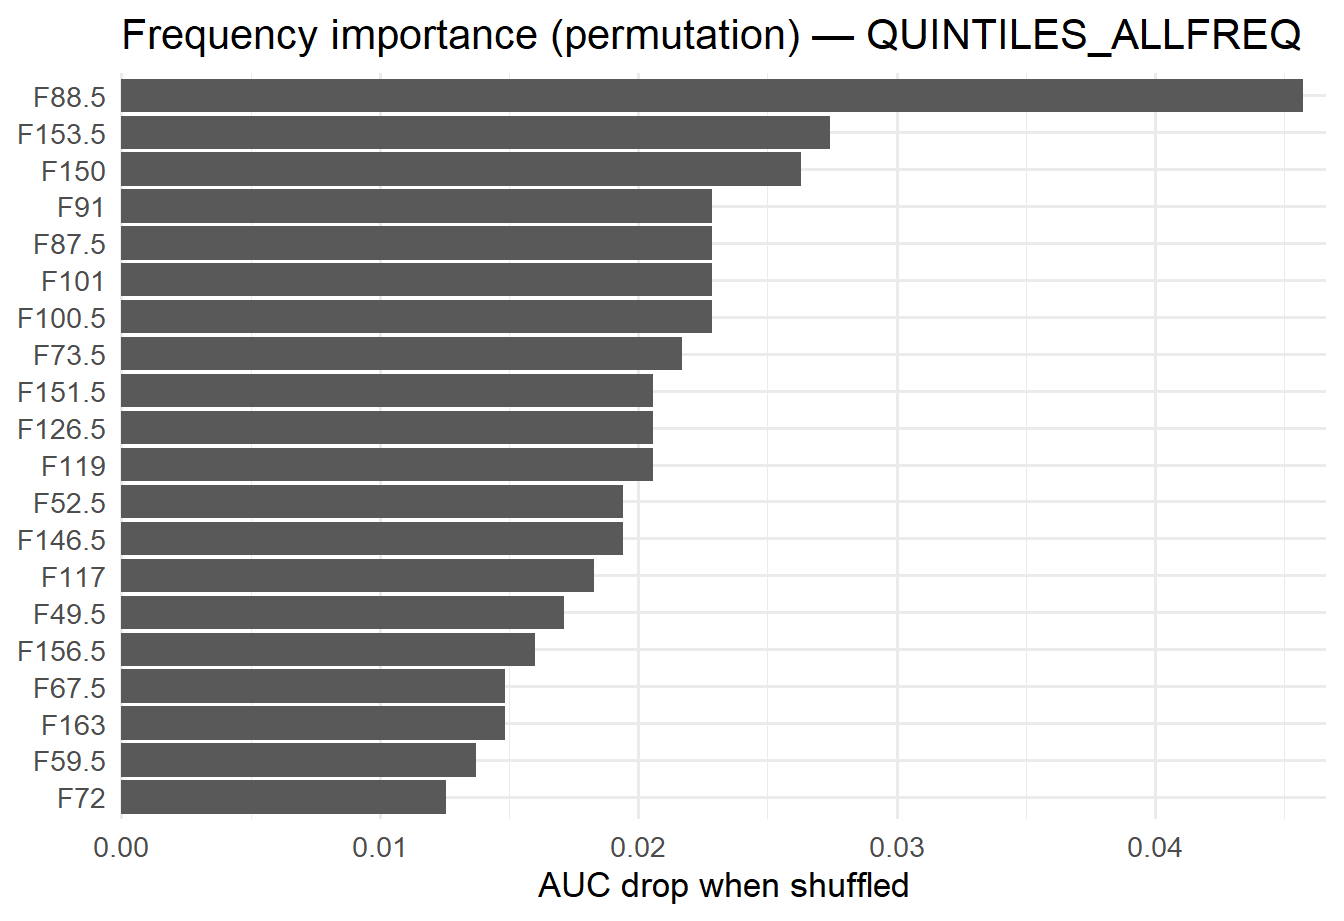 Frequency importance (permutation) — QUINTILES_ALLFREQ
F88.5
F153.5
F150
F91
F87.5
F101
F100.5
F73.5
F151.5
F126.5
F119
F52.5
F146.5
F117
F49.5
F156.5
F67.5
F163
F59.5
F72
0.00 0.01 0.02 0.03 0.04
AUC drop when shuffled